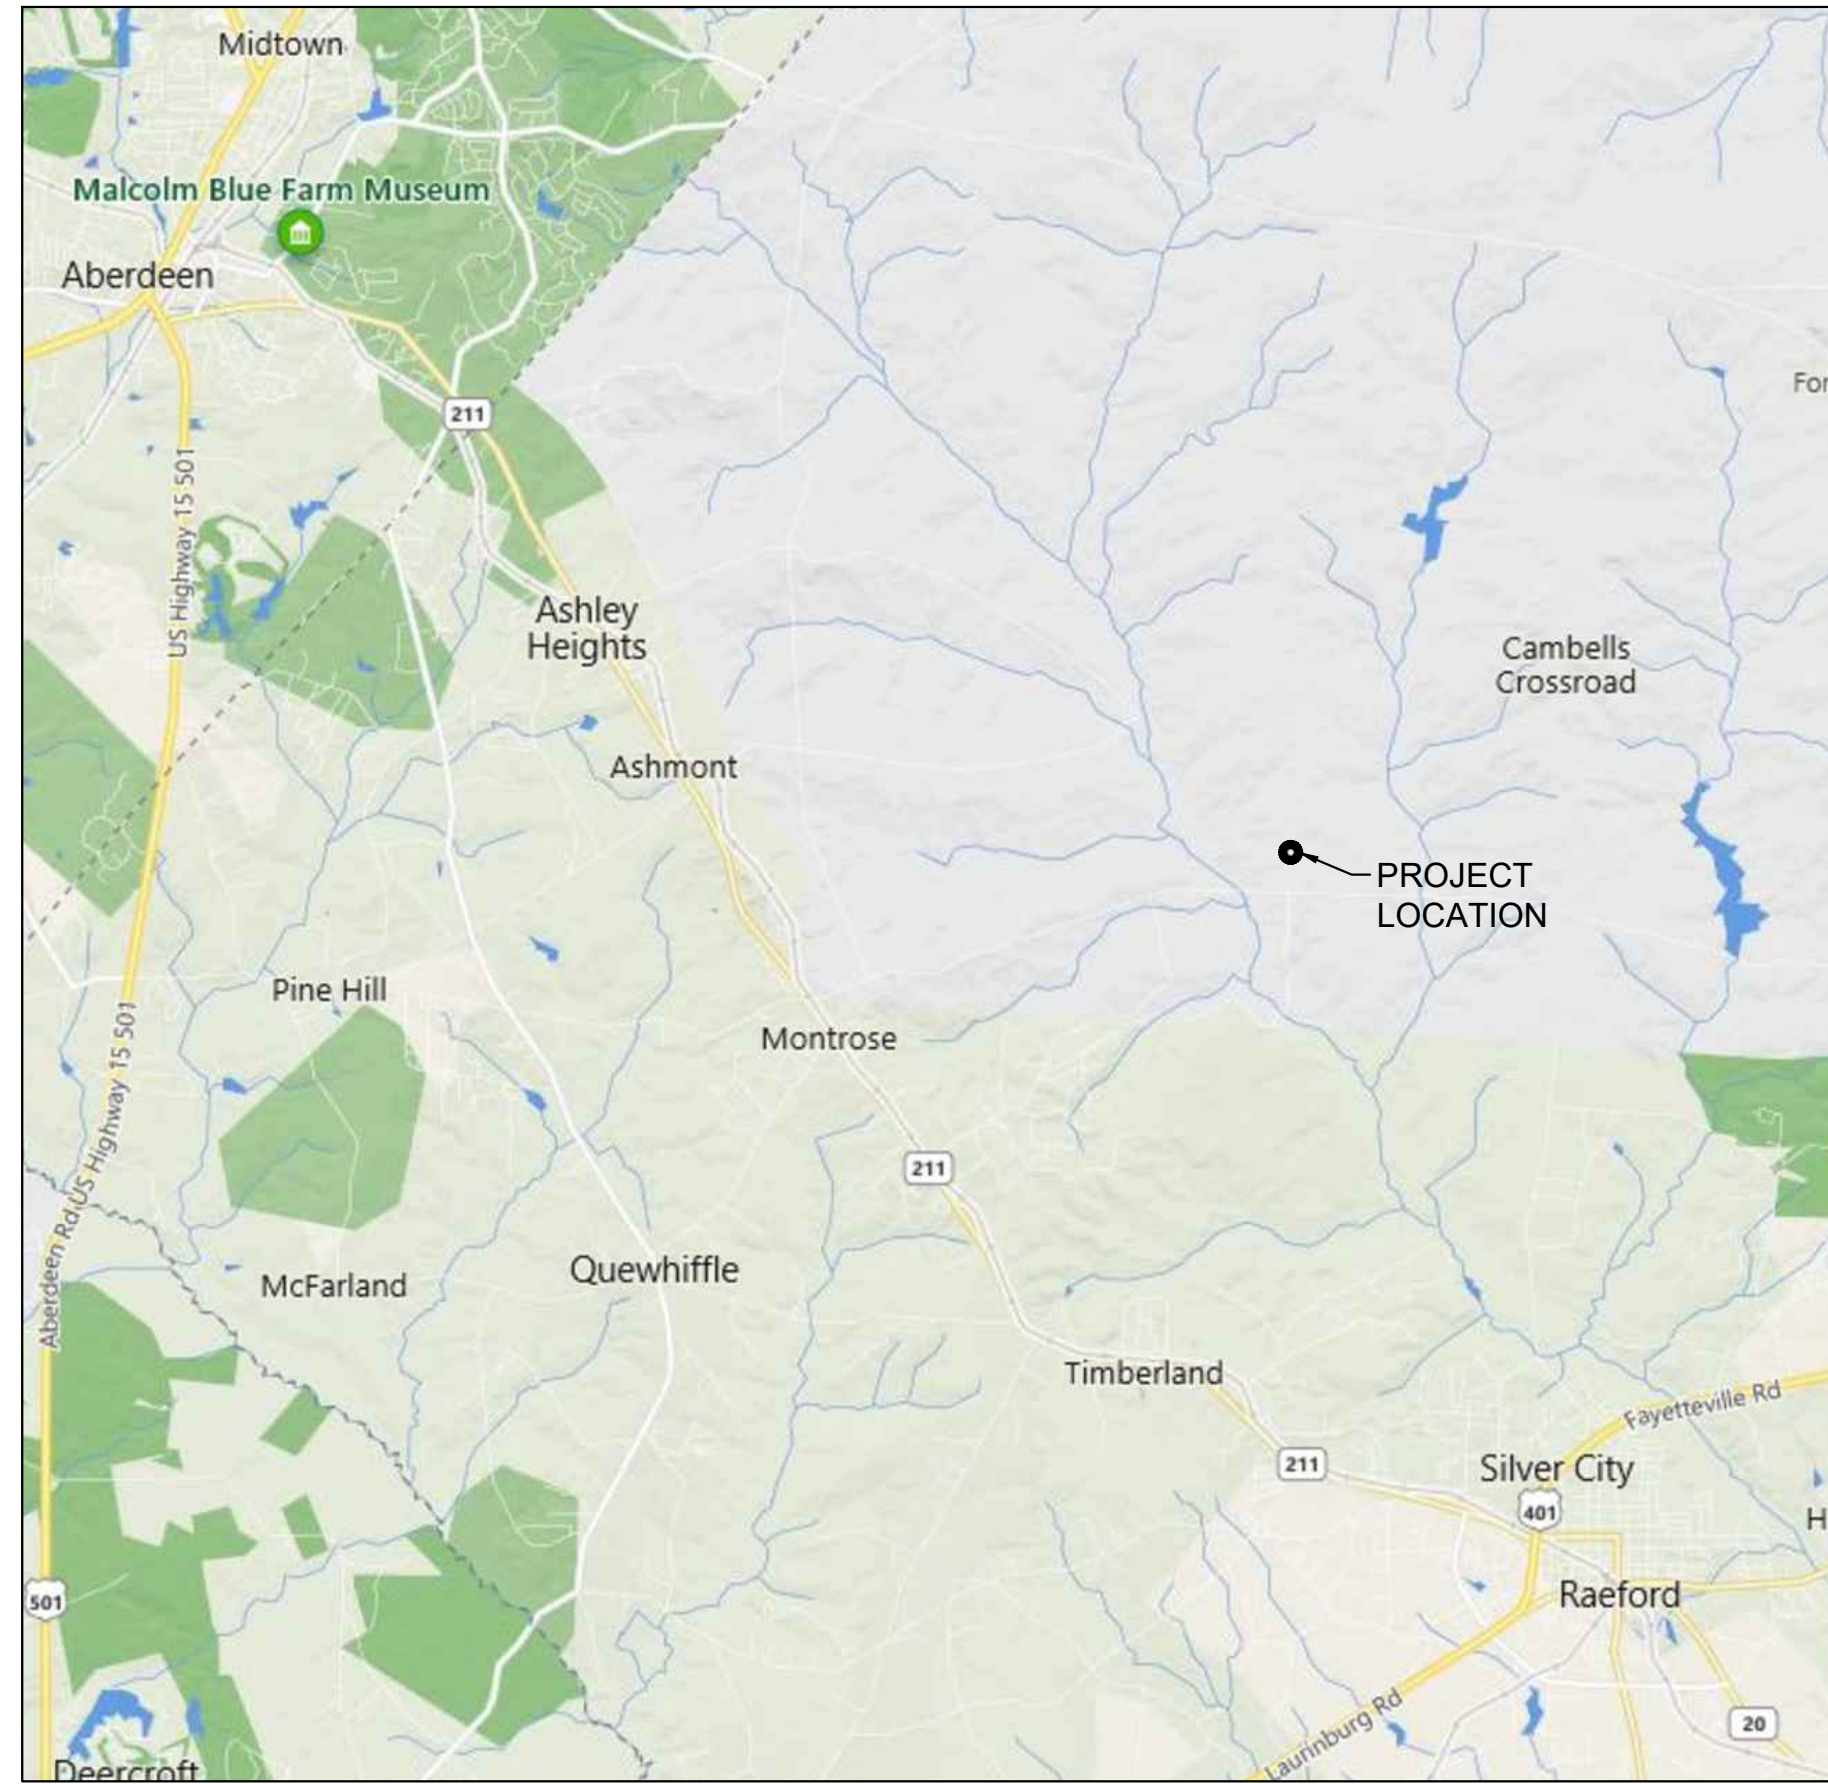 Midtown
Malcolm Blue Farm Museum
Aberdeen
211
For
US Highway 15 501
Ashley
Heights
Cambells
Crossroad
Ashmont
PROJECT
LOCATION
Pine Hill
Montrose
US Highway 15 501
211
Quewhiffle
McFarland
Aberdeen Rd
Timberland
Fayetteville Rd
211
Silver City
401
H
Raeford
501
Laurinburg Rd
20
Deercroft